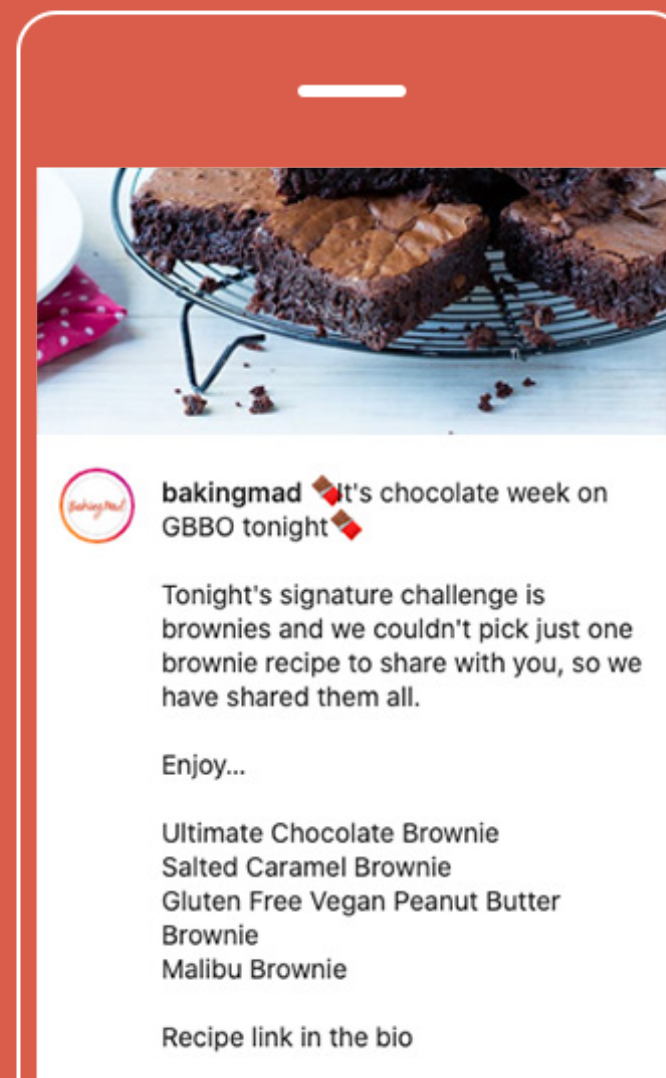 BakingMad
bakingmad 🍫It's chocolate week on
GBBO tonight🍫
Tonight's signature challenge is
brownies and we couldn't pick just one
brownie recipe to share with you, so we
have shared them all.
Enjoy...
Ultimate Chocolate Brownie
Salted Caramel Brownie
Gluten Free Vegan Peanut Butter
Brownie
Malibu Brownie
Recipe link in the bio